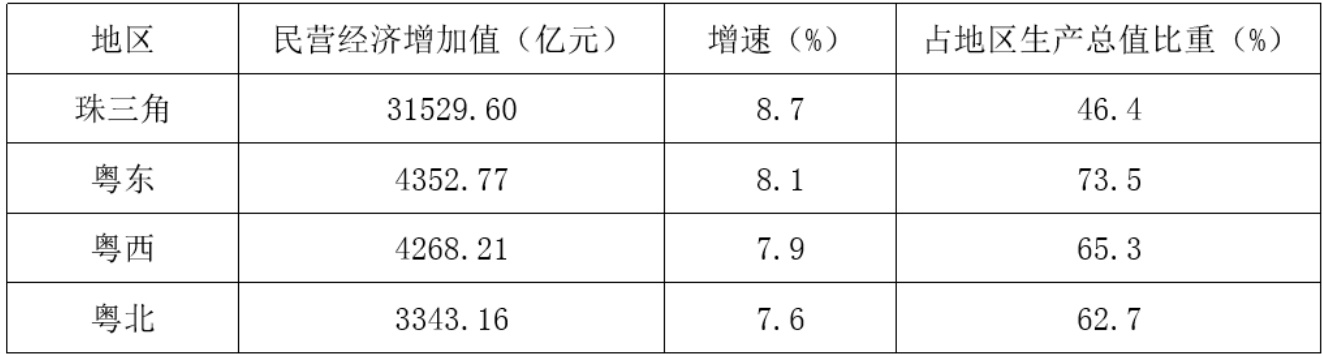 地区 民营经济增加值（亿元） 增速（%） 占地区生产总值比重（%）
珠三角 31529.60 8.7 46.4
粤东 4352.77 8.1 73.5
粤西 4268.21 7.9 65.3
粤北 3343.16 7.6 62.7